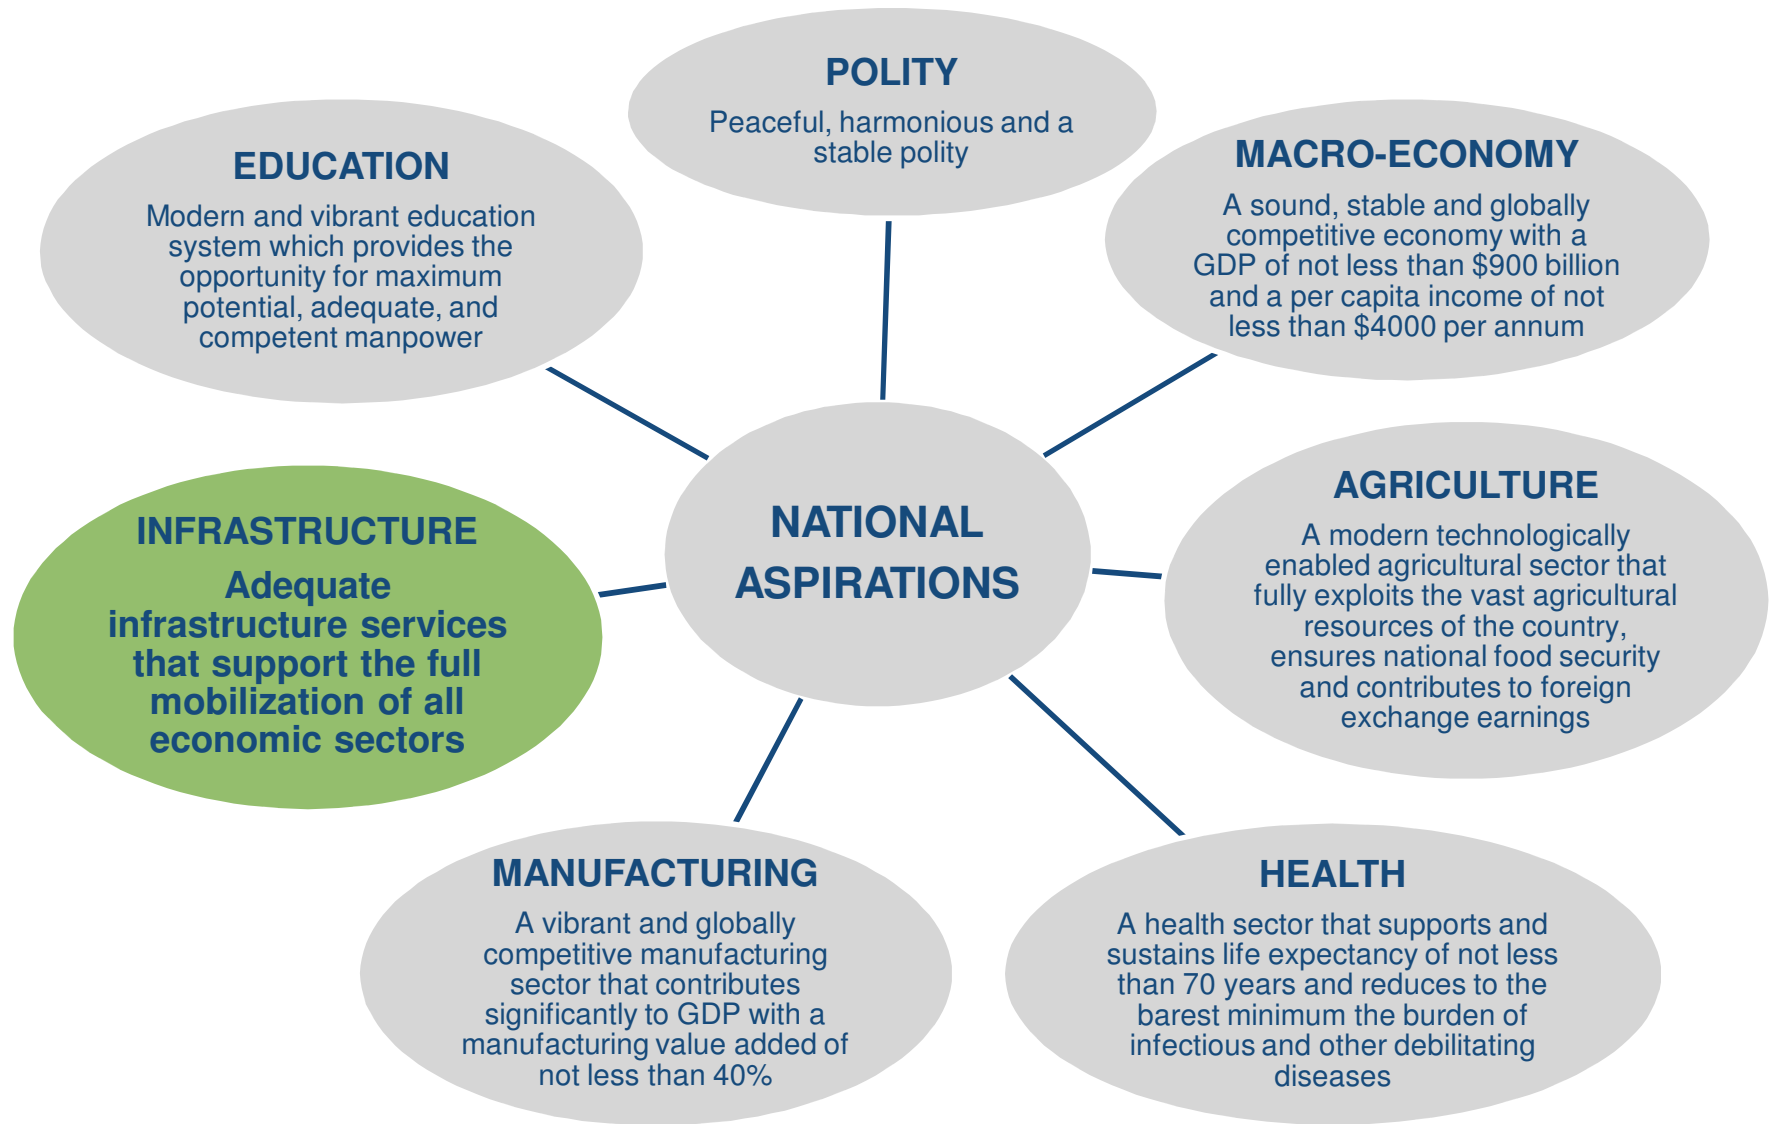 POLITY
Peaceful, harmonious and a
stable polity
EDUCATION
Modern and vibrant education
system which provides the
opportunity for maximum
potential, adequate, and
competent manpower
MACRO-ECONOMY
A sound, stable and globally
competitive economy with a
GDP of not less than $900 billion
and a per capita income of not
less than $4000 per annum
NATIONAL
ASPIRATIONS
INFRASTRUCTURE
Adequate
infrastructure services
that support the full
mobilization of all
economic sectors
AGRICULTURE
A modern technologically
enabled agricultural sector that
fully exploits the vast agricultural
resources of the country,
ensures national food security
and contributes to foreign
exchange earnings
MANUFACTURING
A vibrant and globally
competitive manufacturing
sector that contributes
significantly to GDP with a
manufacturing value added of
not less than 40%
HEALTH
A health sector that supports and
sustains life expectancy of not less
than 70 years and reduces to the
barest minimum the burden of
infectious and other debilitating
diseases